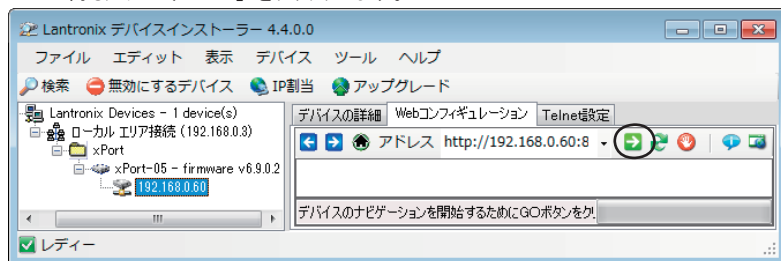 Lantronix デバイスインストーラー 4.4.0.0
ファイル エディット 表示 デバイス ツール ヘルプ
検索 無効にするデバイス IP割当 アップグレード
Lantronix Devices - 1 device(s)
ローカル エリア接続 (192.168.0.3)
xPort
xPort-05 - firmware v6.9.0.2
192.168.0.60
デバイスの詳細 Webコンフィギュレーション Telnet設定
アドレス http://192.168.0.60:8
デバイスのナビゲーションを開始するためにGOボタンをク
レディー